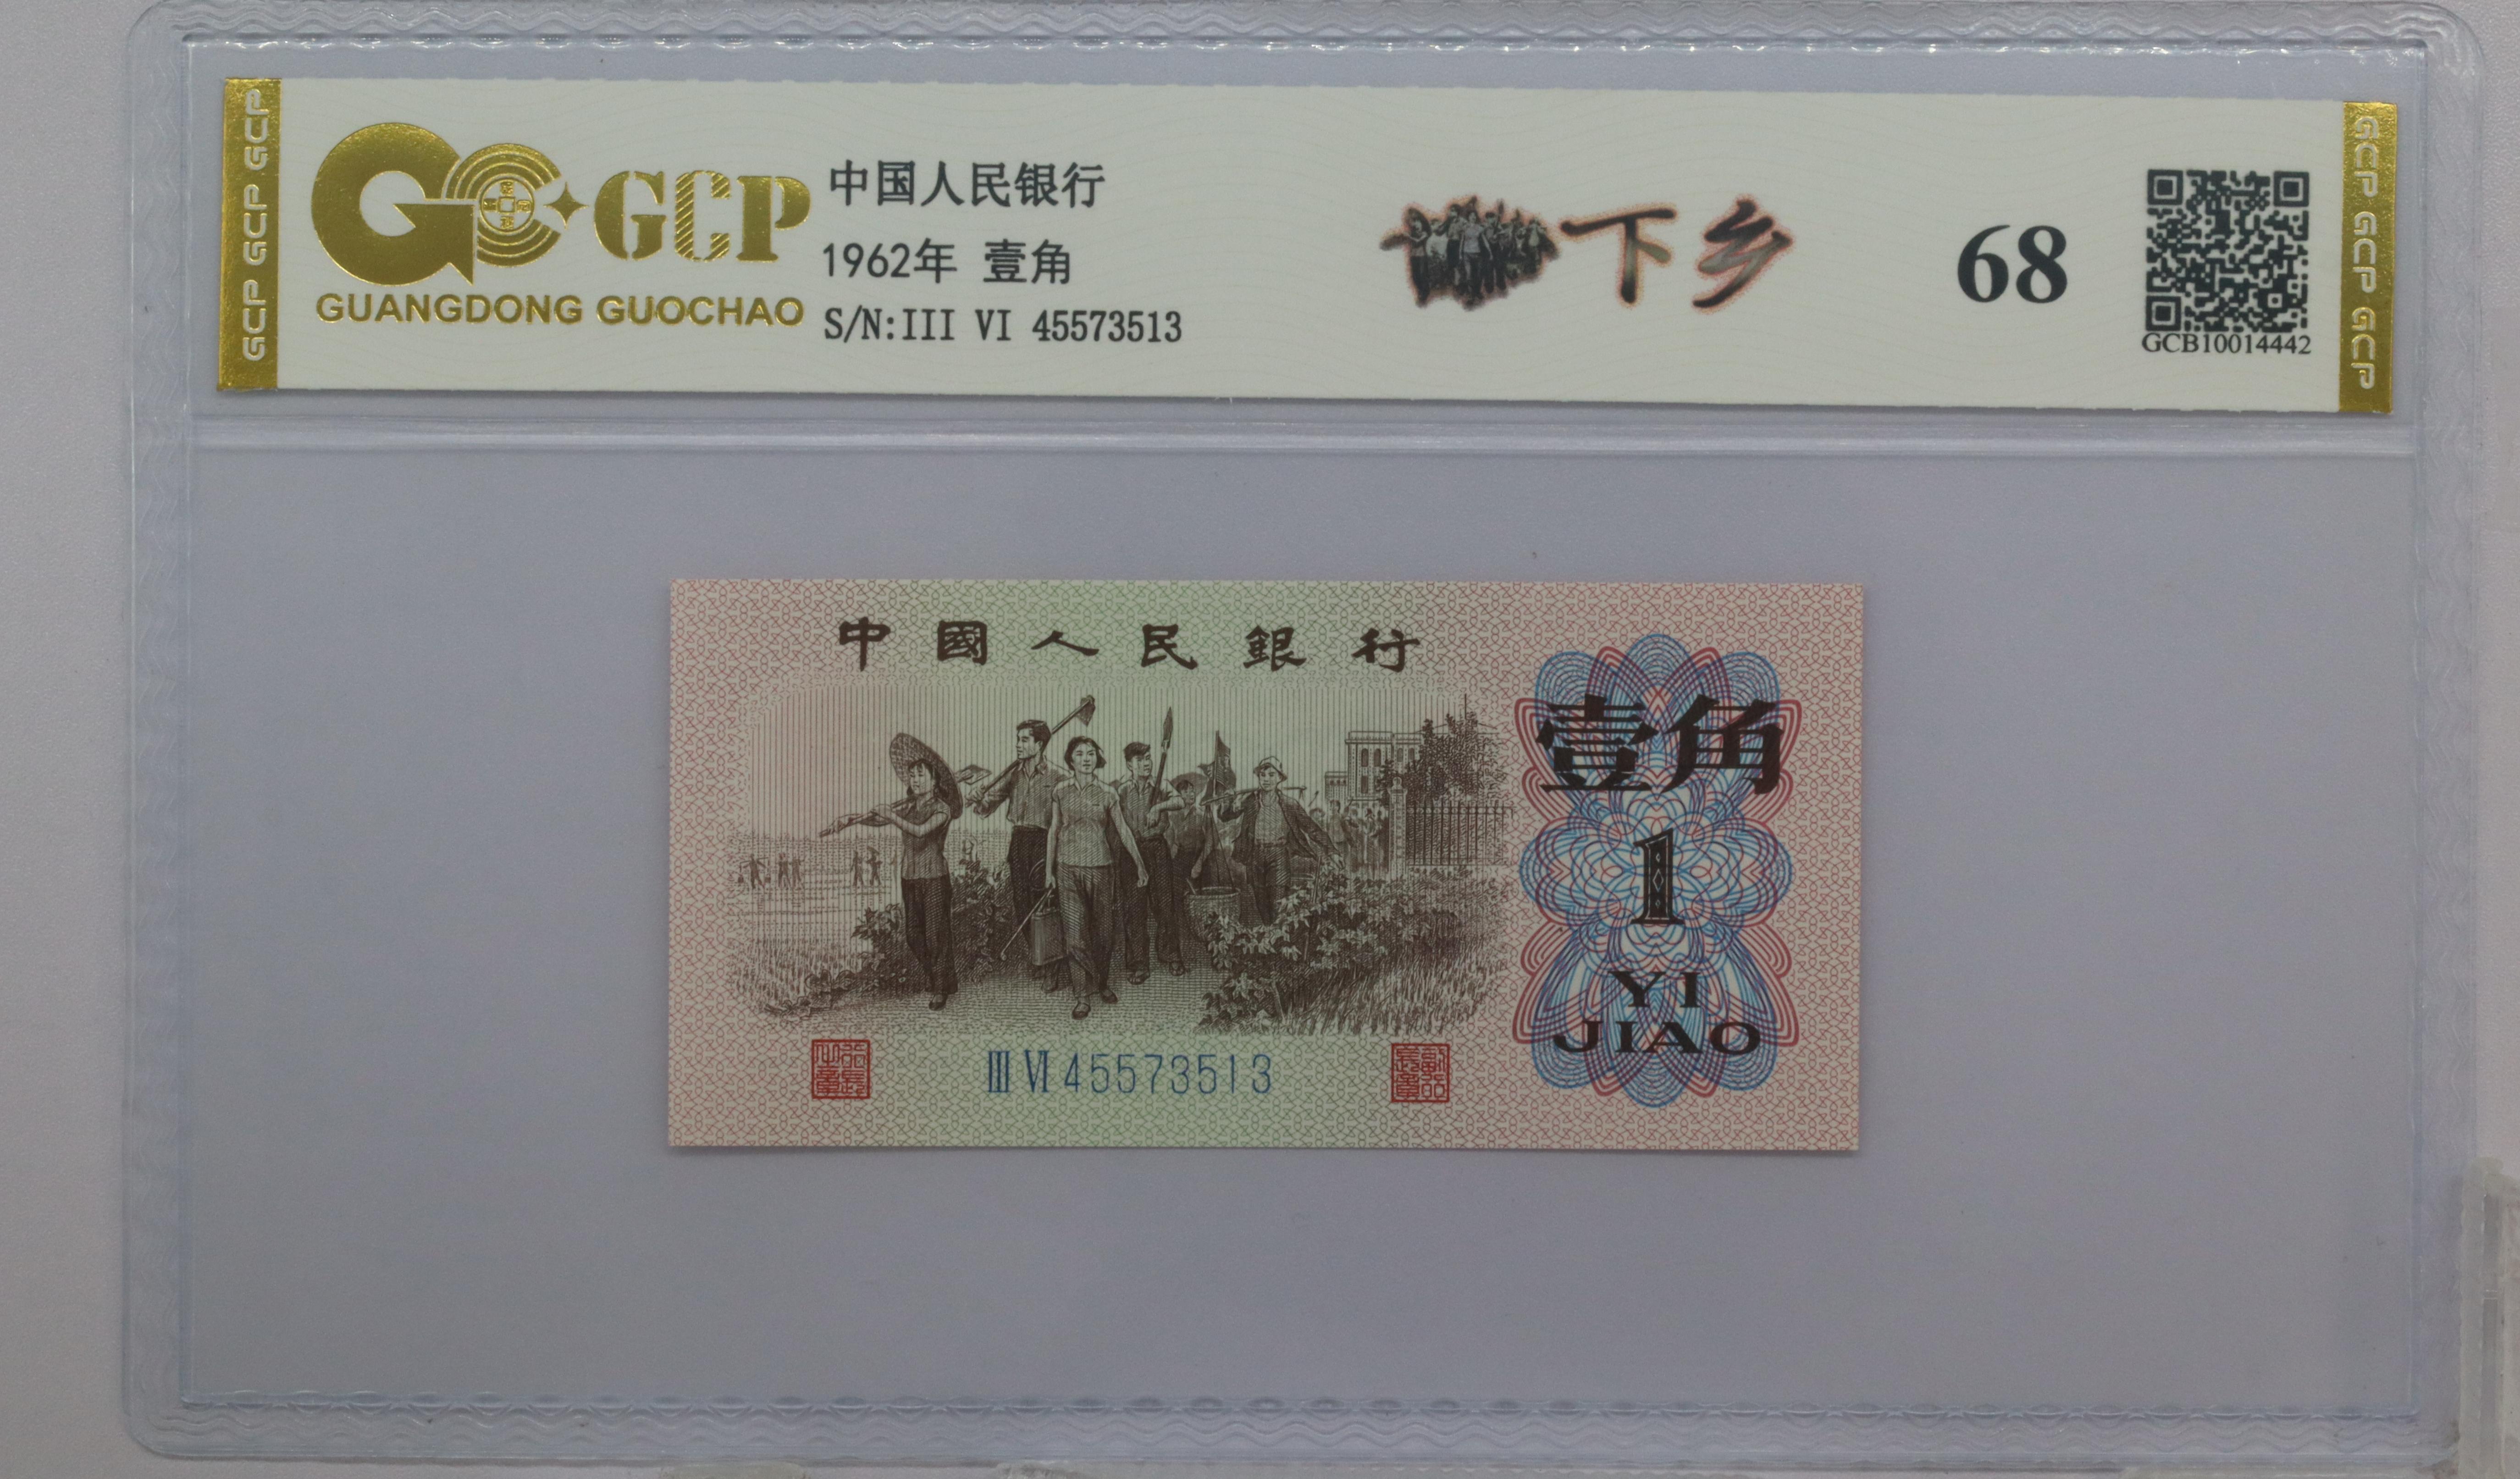 GCP GCP GCP
GCP
GUANGDONG GUOCHAO
中国人民银行
1962年 壹角
S/N:III VI 45573513
下乡
68
GCB10014442
GCP GCP GCP
中國人民銀行
壹角
1
YI
JIAO
III VI 45573513